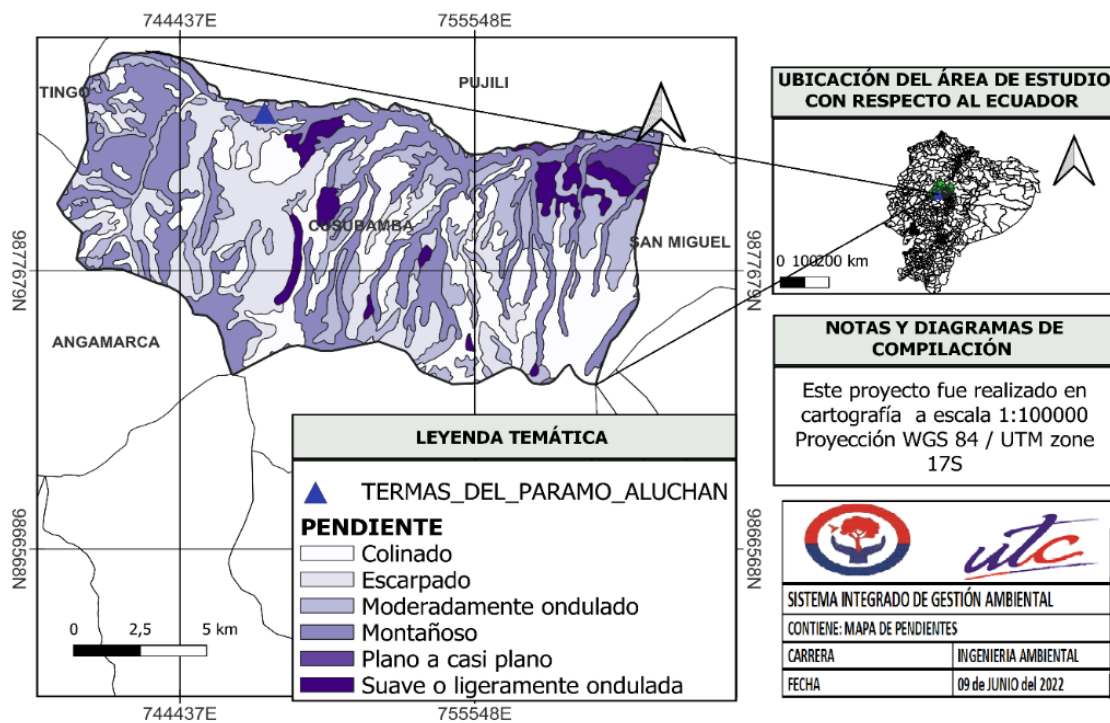 744437E
755548E
TINGO
PUJILI
CUSUBAMBA
SAN MIGUEL
ANGAMARCA
9877679N
9877679N
9866568N
9866568N
LEYENDA TEMÁTICA
TERMAS_DEL_PARAMO_ALUCHAN
PENDIENTE
Colinado
Escarpado
Moderadamente ondulado
Montañoso
Plano a casi plano
Suave o ligeramente ondulada
0 2,5 5 km
744437E
755548E
UBICACIÓN DEL ÁREA DE ESTUDIO
CON RESPECTO AL ECUADOR
0 100200 km
NOTAS Y DIAGRAMAS DE
COMPILACIÓN
Este proyecto fue realizado en
cartografía a escala 1:100000
Proyección WGS 84 / UTM zone
17S
utc
SISTEMA INTEGRADO DE GESTIÓN AMBIENTAL
CONTIENE: MAPA DE PENDIENTES
CARRERA INGENIERIA AMBIENTAL
FECHA 09 de JUNIO del 2022